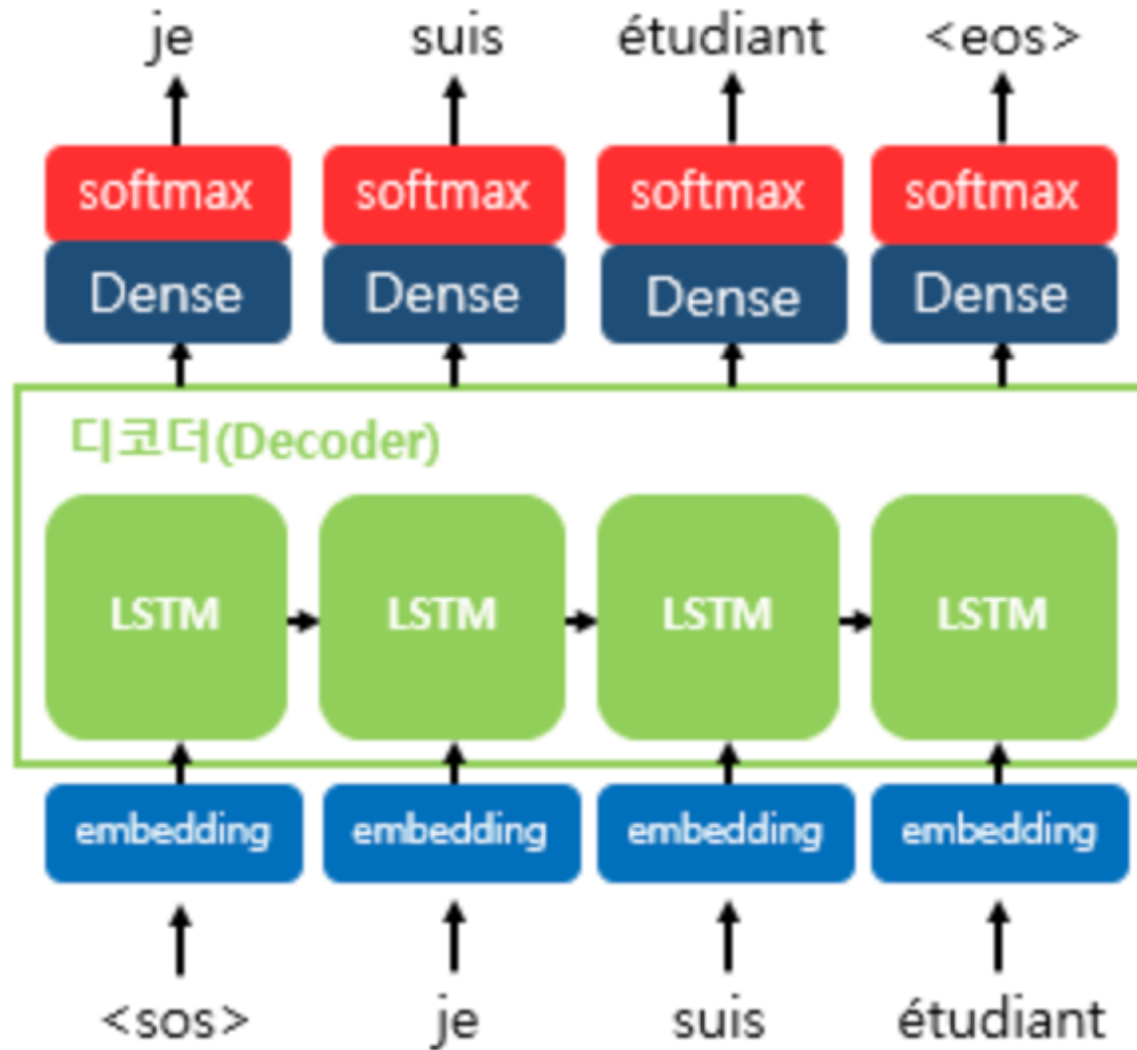 je suis étudiant <eos>
softmax softmax softmax softmax
Dense Dense Dense Dense
디코더(Decoder)
LSTM LSTM LSTM LSTM
embedding embedding embedding embedding
<sos> je suis étudiant